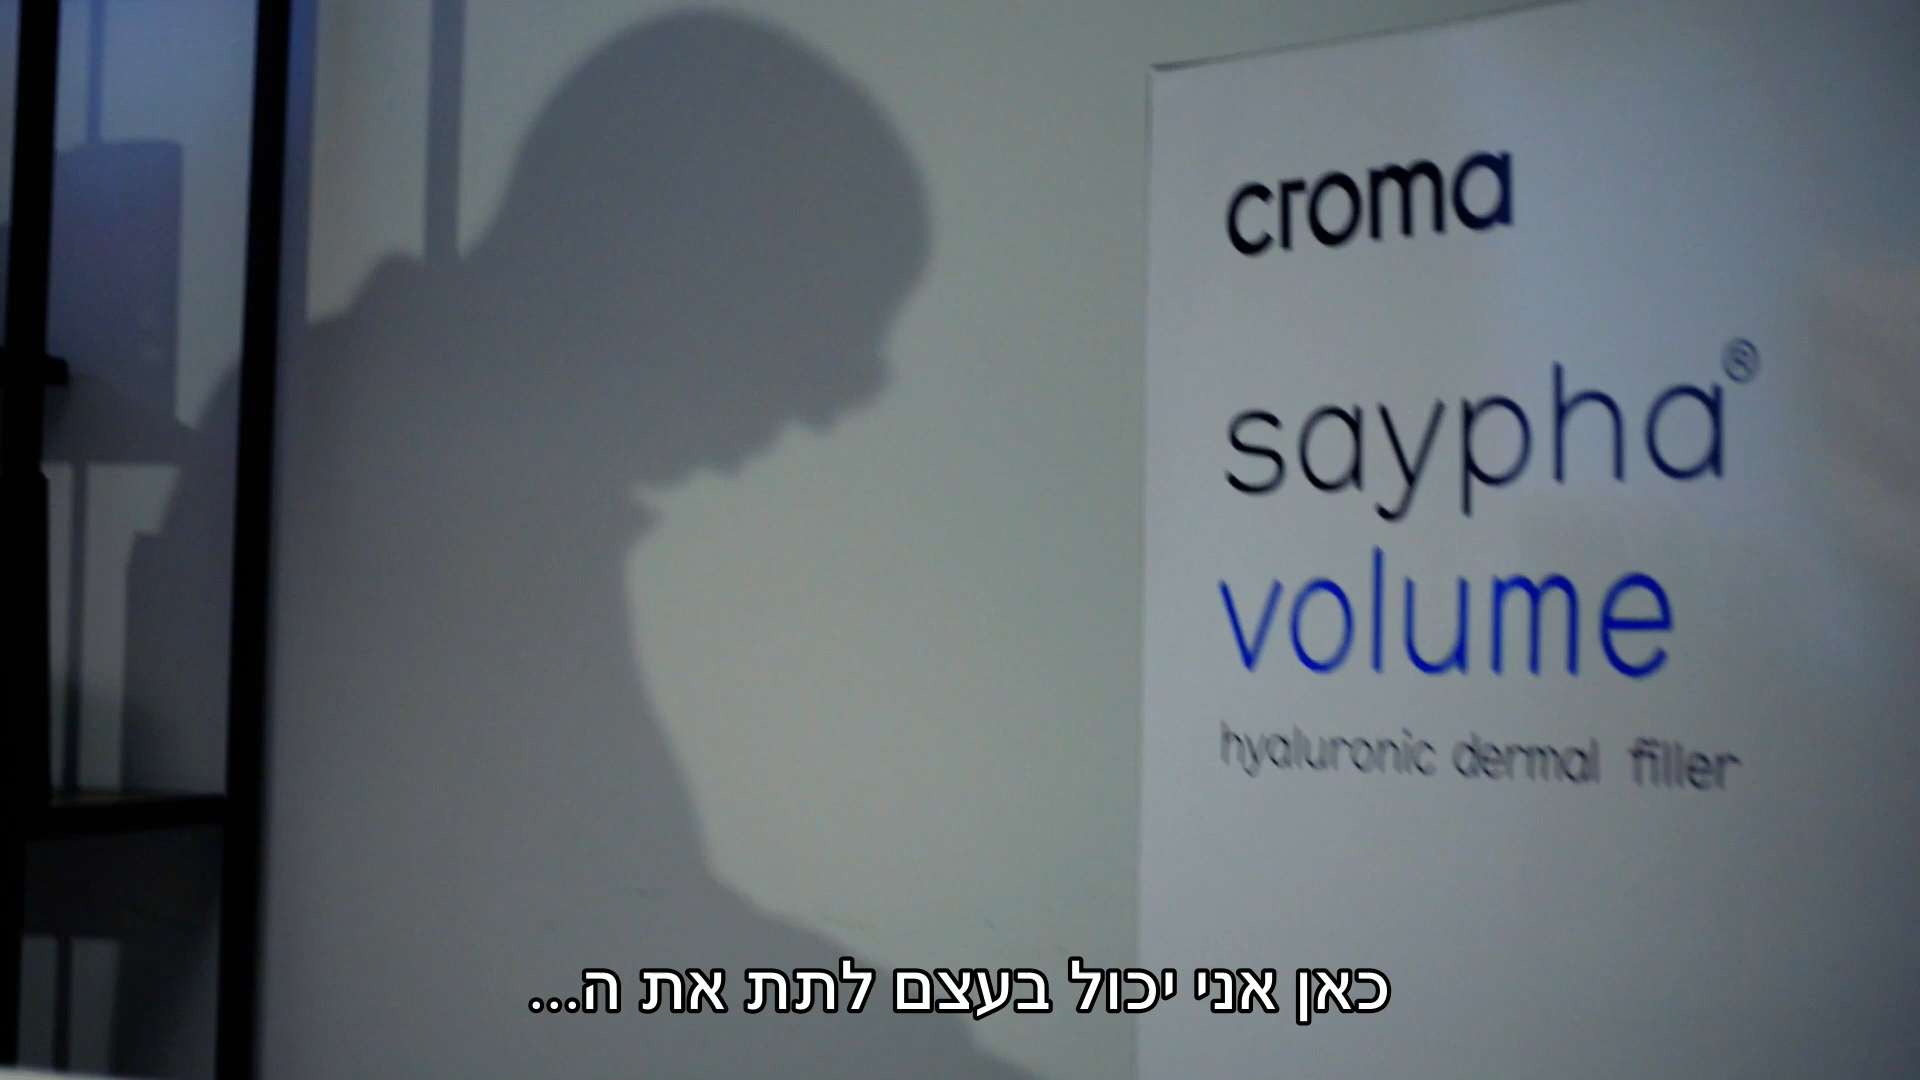 croma
saypha®
volume
hyaluronic dermal filler
כאן אני יכול בעצם לתת את ה...